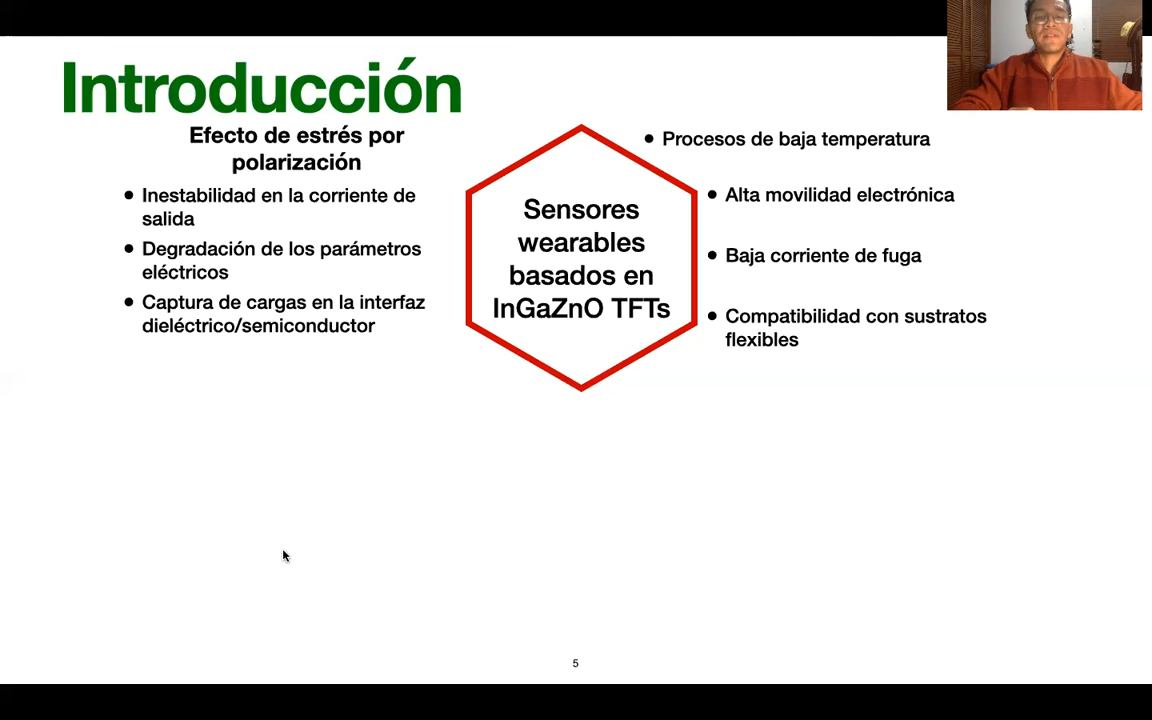 Introducción
Efecto de estrés por
polarización
• Inestabilidad en la corriente de
salida
• Degradación de los parámetros
eléctricos
• Captura de cargas en la interfaz
dieléctrico/semiconductor
Sensores
wearables
basados en
InGaZnO TFTs
• Procesos de baja temperatura
• Alta movilidad electrónica
• Baja corriente de fuga
• Compatibilidad con sustratos
flexibles
5